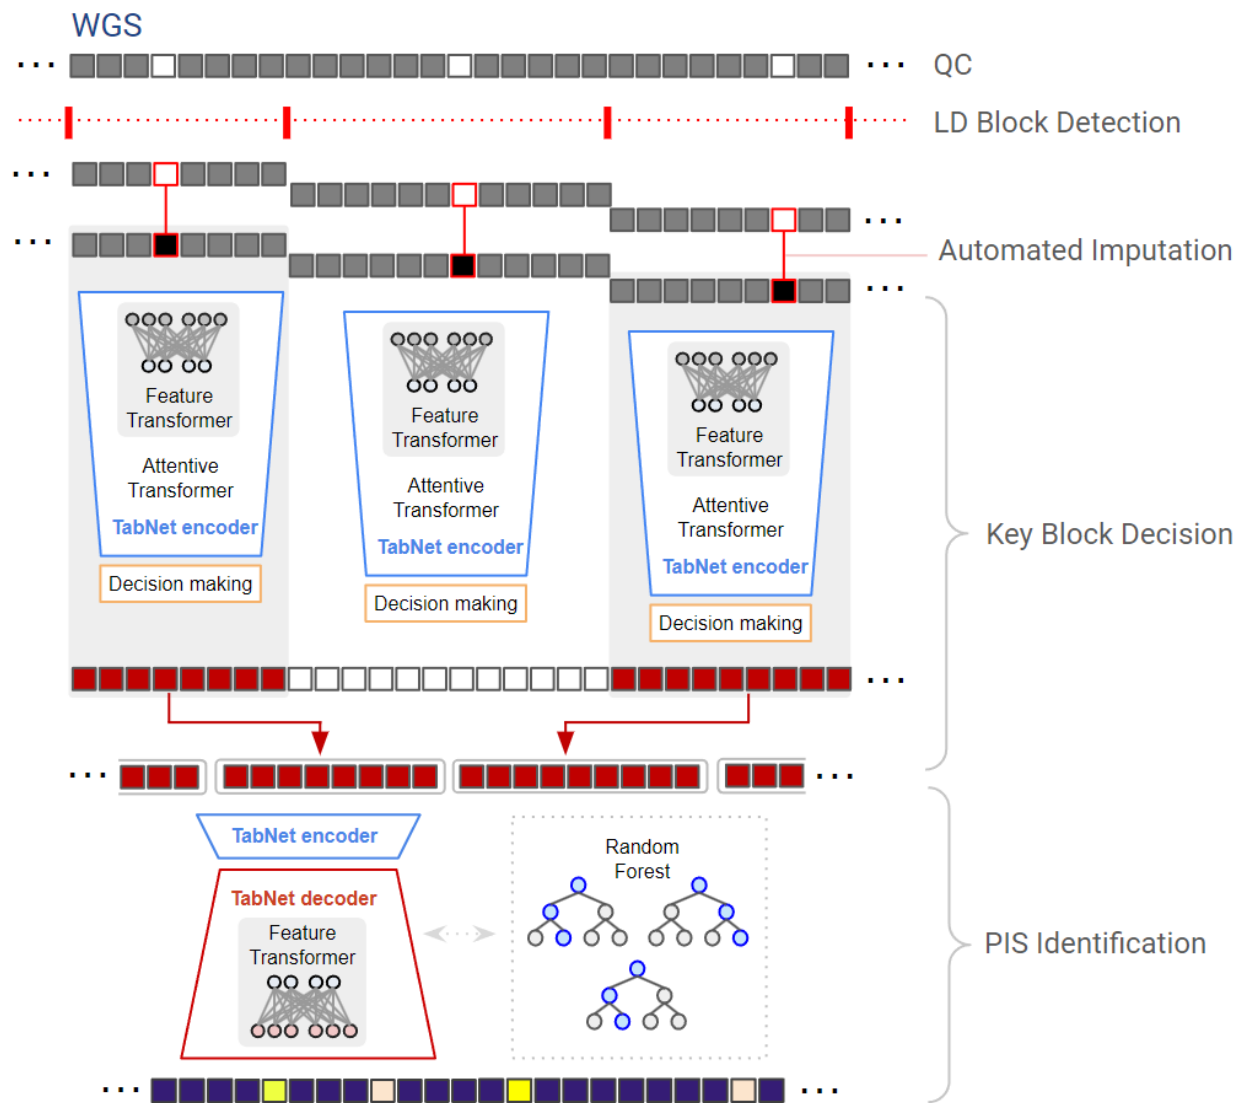 WGS
... ... QC
LD Block Detection
...
...
... Automated Imputation
...
Feature
Transformer
Attentive
Transformer
TabNet encoder
Decision making
Feature
Transformer
Attentive
Transformer
TabNet encoder
Decision making
Feature
Transformer
Attentive
Transformer
TabNet encoder
Decision making
Key Block Decision
...
... ...
TabNet encoder
TabNet decoder
Feature
Transformer
Random
Forest
PIS Identification
... ...